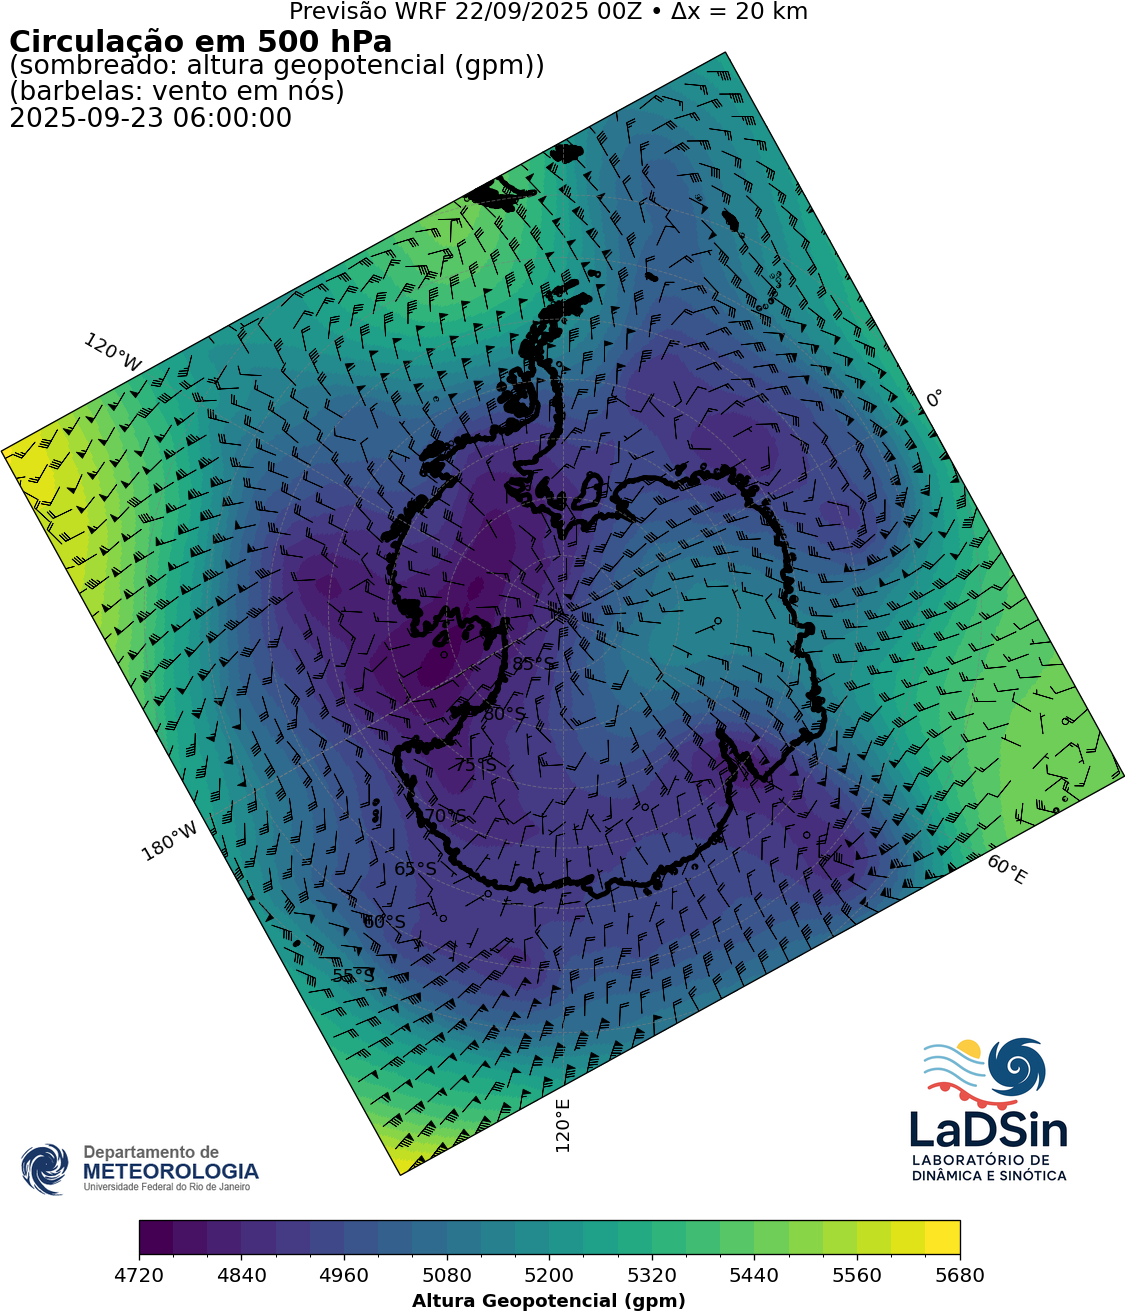 Previsão WRF 22/09/2025 00Z • Δx = 20 km
Circulação em 500 hPa
(sombreado: altura geopotencial (gpm))
(barbelas: vento em nós)
2025-09-23 06:00:00
120°W
0°
85°S
80°S
75°S
70°S
180°W
65°S
60°E
60°S
55°S
120°E
Departamento de
METEOROLOGIA
Universidade Federal do Rio de Janeiro
LaDSin
LABORATÓRIO DE
DINÂMICA E SINÓTICA
4720 4840 4960 5080 5200 5320 5440 5560 5680
Altura Geopotencial (gpm)